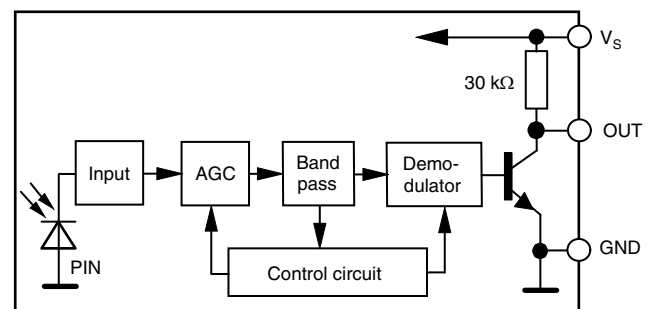 V_S
30 kΩ
OUT
Input
AGC
Band
pass
Demo-
dulator
GND
PIN
Control circuit